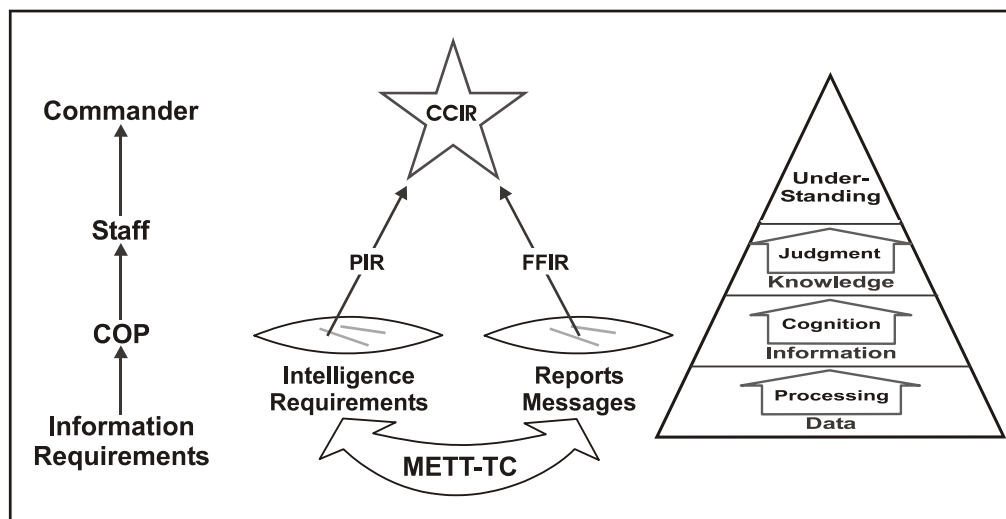 Commander
Staff
COP
Information
Requirements
CCIR
PIR
FFIR
Intelligence
Requirements
Reports
Messages
METT-TC
Under-
Standing
Judgment
Knowledge
Cognition
Information
Processing
Data